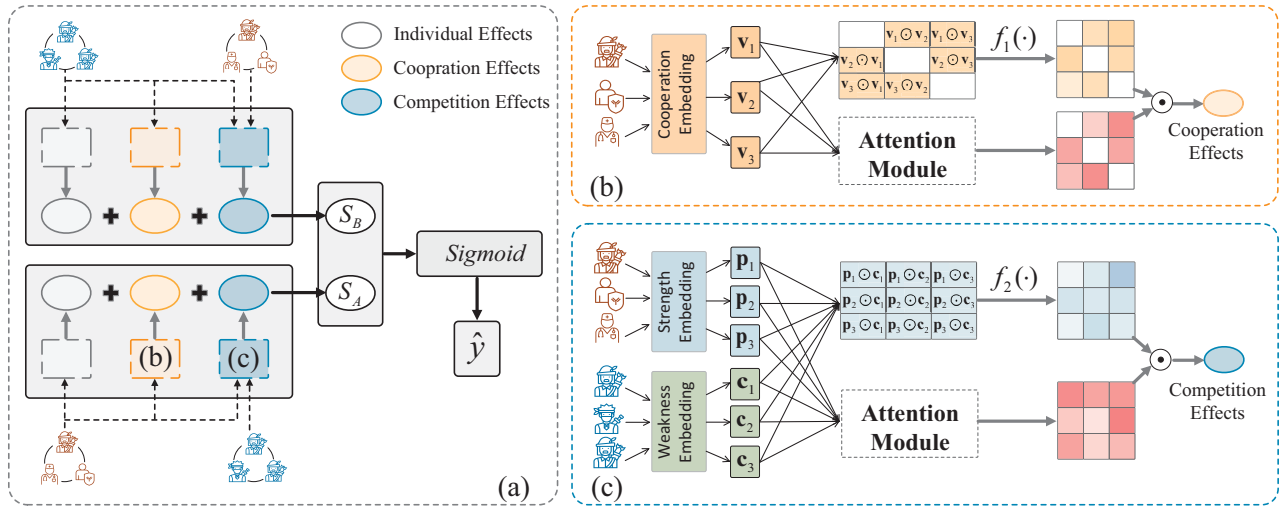 Individual Effects
Coopration Effects
Competition Effects
S_B
S_A
Sigmoid
ŷ
(b)
(c)
(a)
Cooperation
Embedding
v₁
v₂
v₃
v₁ ⊙ v₂ v₁ ⊙ v₃
v₂ ⊙ v₁ v₂ ⊙ v₃
v₃ ⊙ v₁ v₃ ⊙ v₂
f₁(·)
Attention
Module
Cooperation
Effects
(b)
Strength
Embedding
Weakness
Embedding
p₁
p₂
p₃
c₁
c₂
c₃
p₁ ⊙ c₁ p₁ ⊙ c₂ p₁ ⊙ c₃
p₂ ⊙ c₁ p₂ ⊙ c₂ p₂ ⊙ c₃
p₃ ⊙ c₁ p₃ ⊙ c₂ p₃ ⊙ c₃
f₂(·)
Attention
Module
Competition
Effects
(c)